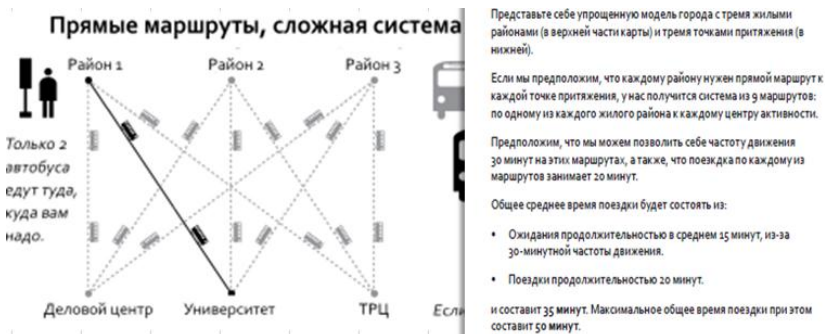 Прямые маршруты, сложная система
Район 1
Район 2
Район 3
Только 2
автобуса
едут туда,
куда вам
надо.
Деловой центр
Университет
ТРЦ
Если
Представьте себе упрощенную модель города с тремя жилыми
районами (в верхней части карты) и тремя точками притяжения (в
нижней).
Если мы предположим, что каждому району нужен прямой маршрут к
каждой точке притяжения, у нас получится система из 9 маршрутов:
по одному из каждого жилого района к каждому центру активности.
Предположим, что мы можем позволить себе частоту движения
30 минут на этих маршрутах, а также, что поезкдка по каждому из
маршрутов занимает 20 минут.
Общее среднее время поездки будет состоять из:
• Ожидания продолжительностью в среднем 15 минут, из-за
30-минутной частоты движения.
• Поездки продолжительностью 20 минут.
и составит 35 минут. Максимальное общее время поездки при этом
составит 50 минут.